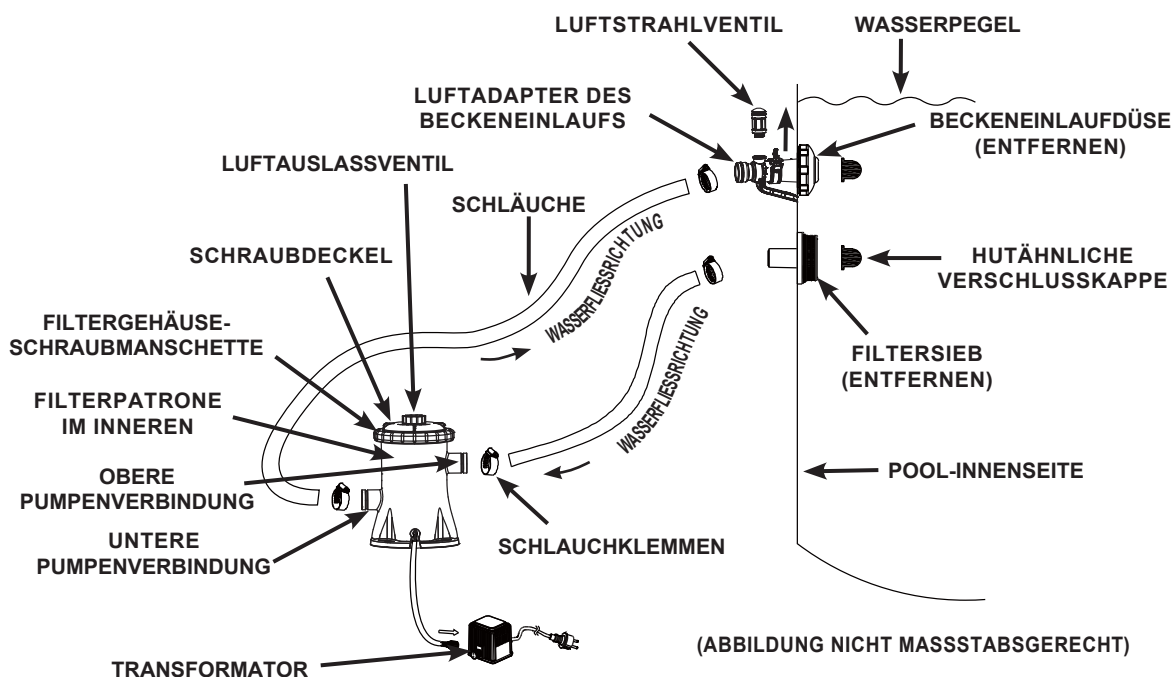 LUFTSTRAHLVENTIL
WASSERPEGEL
LUFTADAPTER DES
BECKENEINLAUFS
BECKENEINLAUFDÜSE
(ENTFERNEN)
LUFTAUSLASSVENTIL
SCHLÄUCHE
SCHRAUBDECKEL
WASSERFLIESSRICHTUNG
HUTÄHNLICHE
VERSCHLUSSKAPPE
FILTERGEHÄUSE-
SCHRAUBMANSCHETTE
WASSERFLIESSRICHTUNG
FILTERSIEB
(ENTFERNEN)
FILTERPATRONE
IM INNEREN
OBERE
PUMPENVERBINDUNG
POOL-INNENSEITE
UNTERE
PUMPENVERBINDUNG
SCHLAUCHKLEMMEN
(ABBILDUNG NICHT MASSSTABSGERECHT)
TRANSFORMATOR